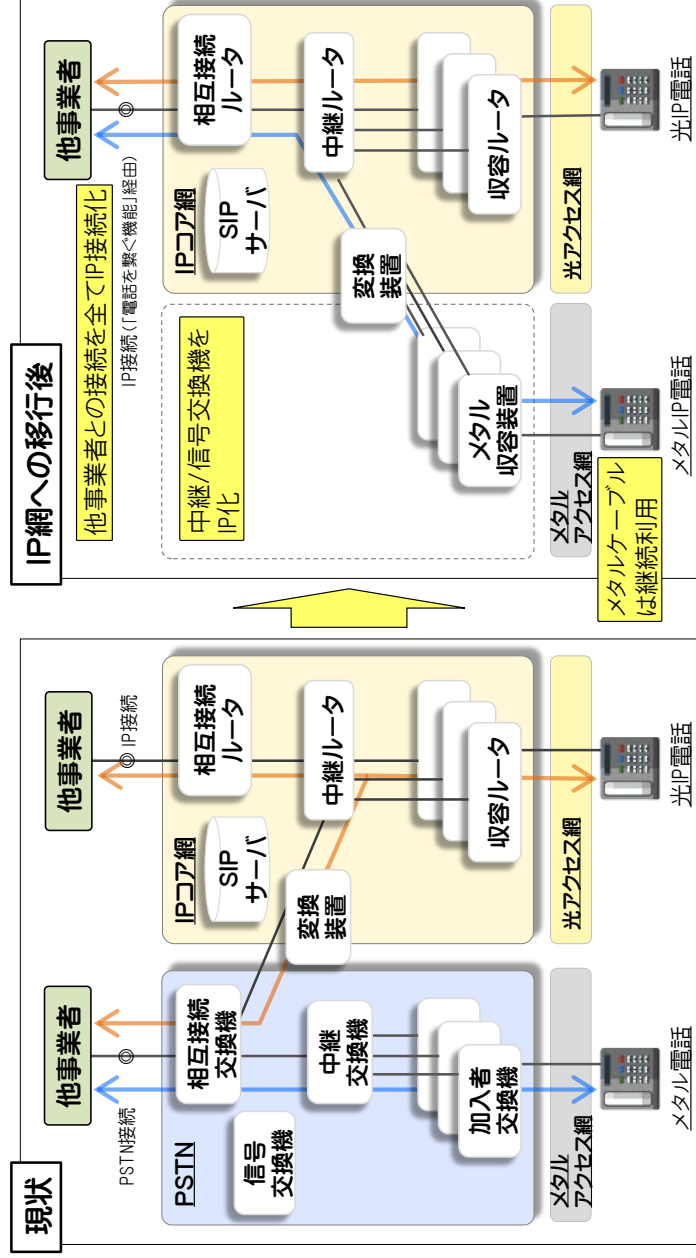 現状
他事業者
PSTN接続
他事業者
IP接続
PSTN
相互接続
交換機
信号
交換機
中継
交換機
加入者
交換機
変換
装置
IPコア網
SIP
サーバ
相互接続
ルータ
中継ルータ
収容ルータ
メタル
アクセス網
光アクセス網
メタル電話
光IP電話
IP網への移行後
他事業者との接続を全てIP接続化
他事業者
IP接続(「電話を繋ぐ機能」経由)
中継/信号交換機を
IP化
IPコア網
SIP
サーバ
相互接続
ルータ
中継ルータ
収容ルータ
変換
装置
メタル
収容装置
メタル
アクセス網
光アクセス網
メタルケーブル
は継続利用
メタルIP電話
光IP電話